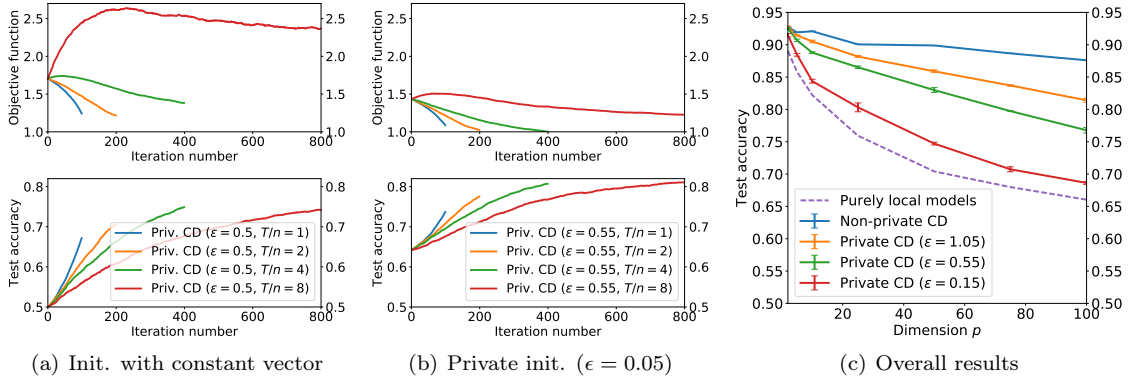 Objective function
2.5
2.0
1.5
1.0
2.5
2.0
1.5
1.0
0 200 400 600 800
Iteration number
Test accuracy
0.8
0.7
0.6
0.5
0.8
0.7
0.6
0.5
Priv. CD (ε = 0.5, T/n = 1)
Priv. CD (ε = 0.5, T/n = 2)
Priv. CD (ε = 0.5, T/n = 4)
Priv. CD (ε = 0.5, T/n = 8)
0 200 400 600 800
Iteration number
(a) Init. with constant vector
Objective function
2.5
2.0
1.5
1.0
2.5
2.0
1.5
1.0
0 200 400 600 800
Iteration number
Test accuracy
0.8
0.7
0.6
0.5
0.8
0.7
0.6
0.5
Priv. CD (ε = 0.55, T/n = 1)
Priv. CD (ε = 0.55, T/n = 2)
Priv. CD (ε = 0.55, T/n = 4)
Priv. CD (ε = 0.55, T/n = 8)
0 200 400 600 800
Iteration number
(b) Private init. (ϵ = 0.05)
Test accuracy
0.95
0.90
0.85
0.80
0.75
0.70
0.65
0.60
0.55
0.50
0.95
0.90
0.85
0.80
0.75
0.70
0.65
0.60
0.55
0.50
Purely local models
Non-private CD
Private CD (ε = 1.05)
Private CD (ε = 0.55)
Private CD (ε = 0.15)
20 40 60 80 100
Dimension p
(c) Overall results